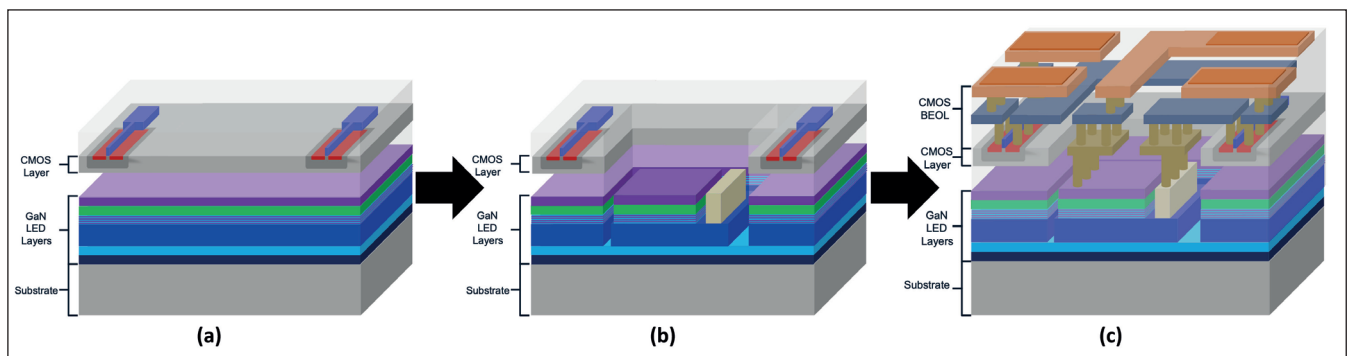 CMOS
Layer
GaN
LED
Layers
Substrate
(a)
CMOS
Layer
GaN
LED
Layers
Substrate
(b)
CMOS
BEOL
CMOS
Layer
GaN
LED
Layers
Substrate
(c)